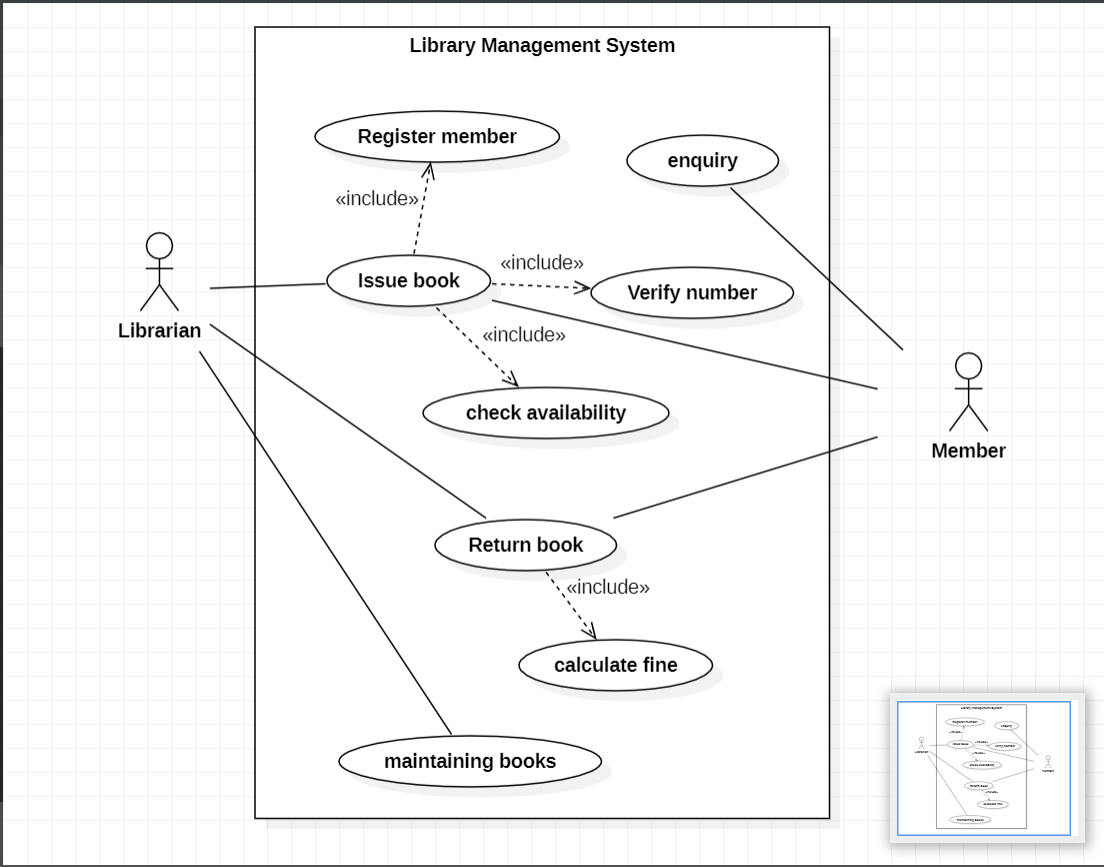 Library Management System
Register member
enquiry
«include»
Issue book
«include»
Verify number
«include»
Librarian
check availability
Member
Return book
«include»
calculate fine
maintaining books